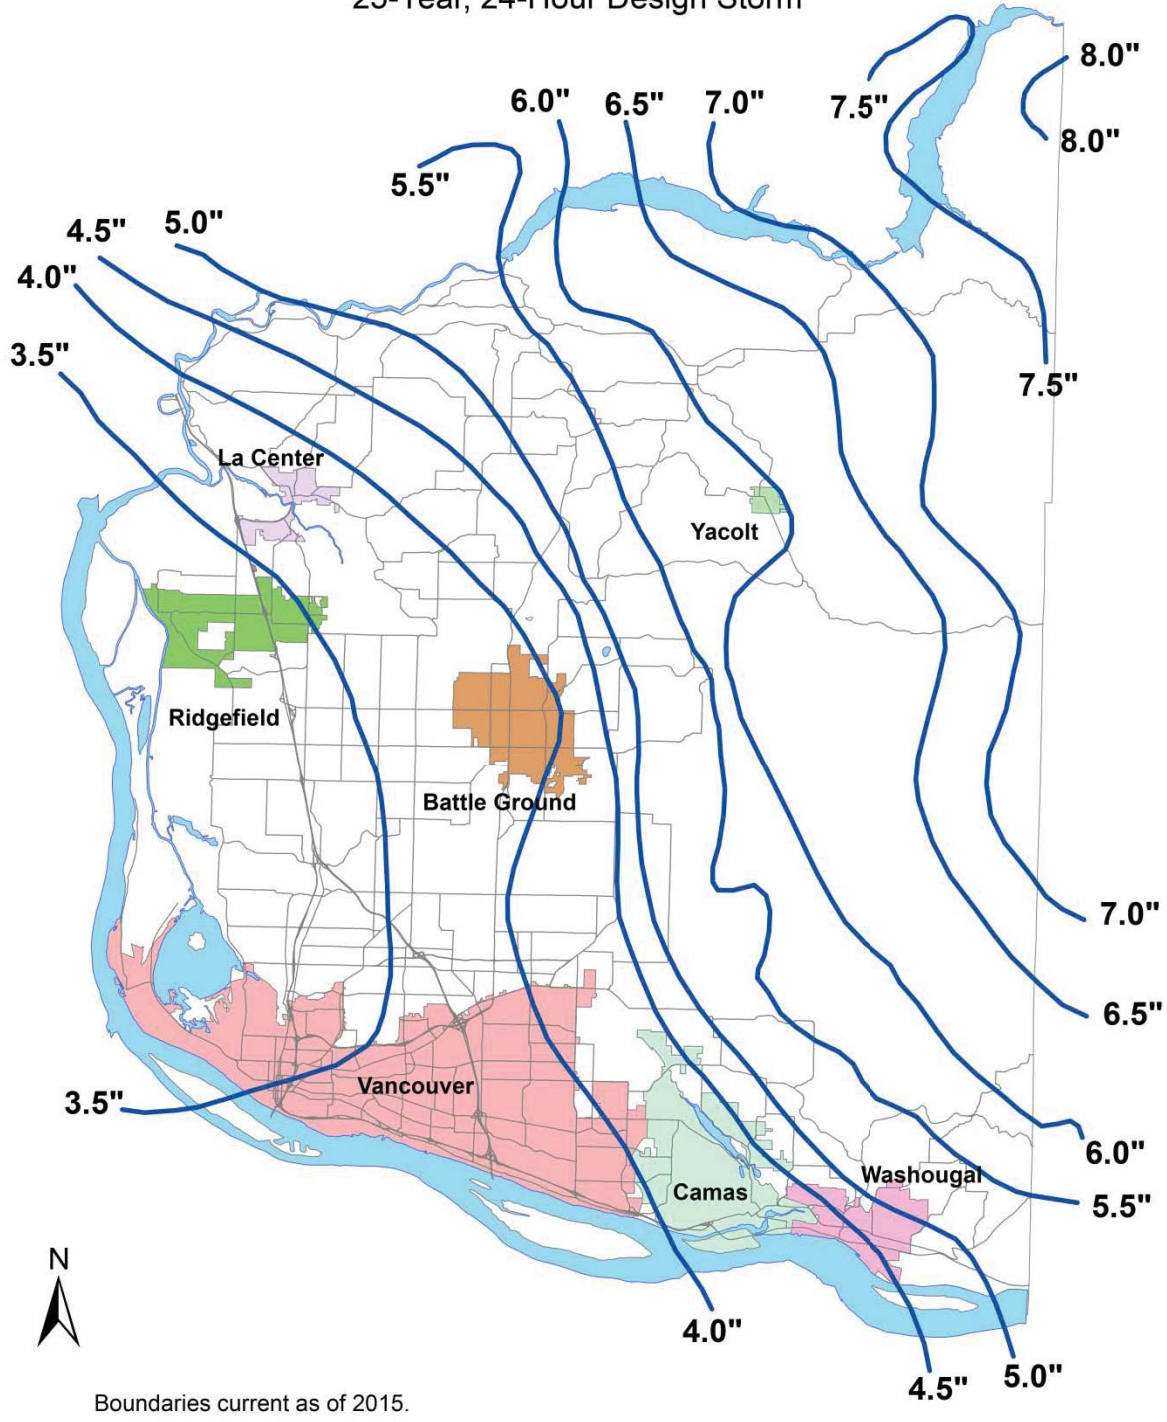 25-Year, 24-Hour Design Storm
8.0"
6.0"
6.5"
7.0"
7.5"
8.0"
5.5"
4.5"
5.0"
4.0"
3.5"
7.5"
La Center
Yacolt
Ridgefield
Battle Ground
7.0"
6.5"
Vancouver
3.5"
6.0"
Washougal
Camas
5.5"
N
4.0"
5.0"
4.5"
Boundaries current as of 2015.